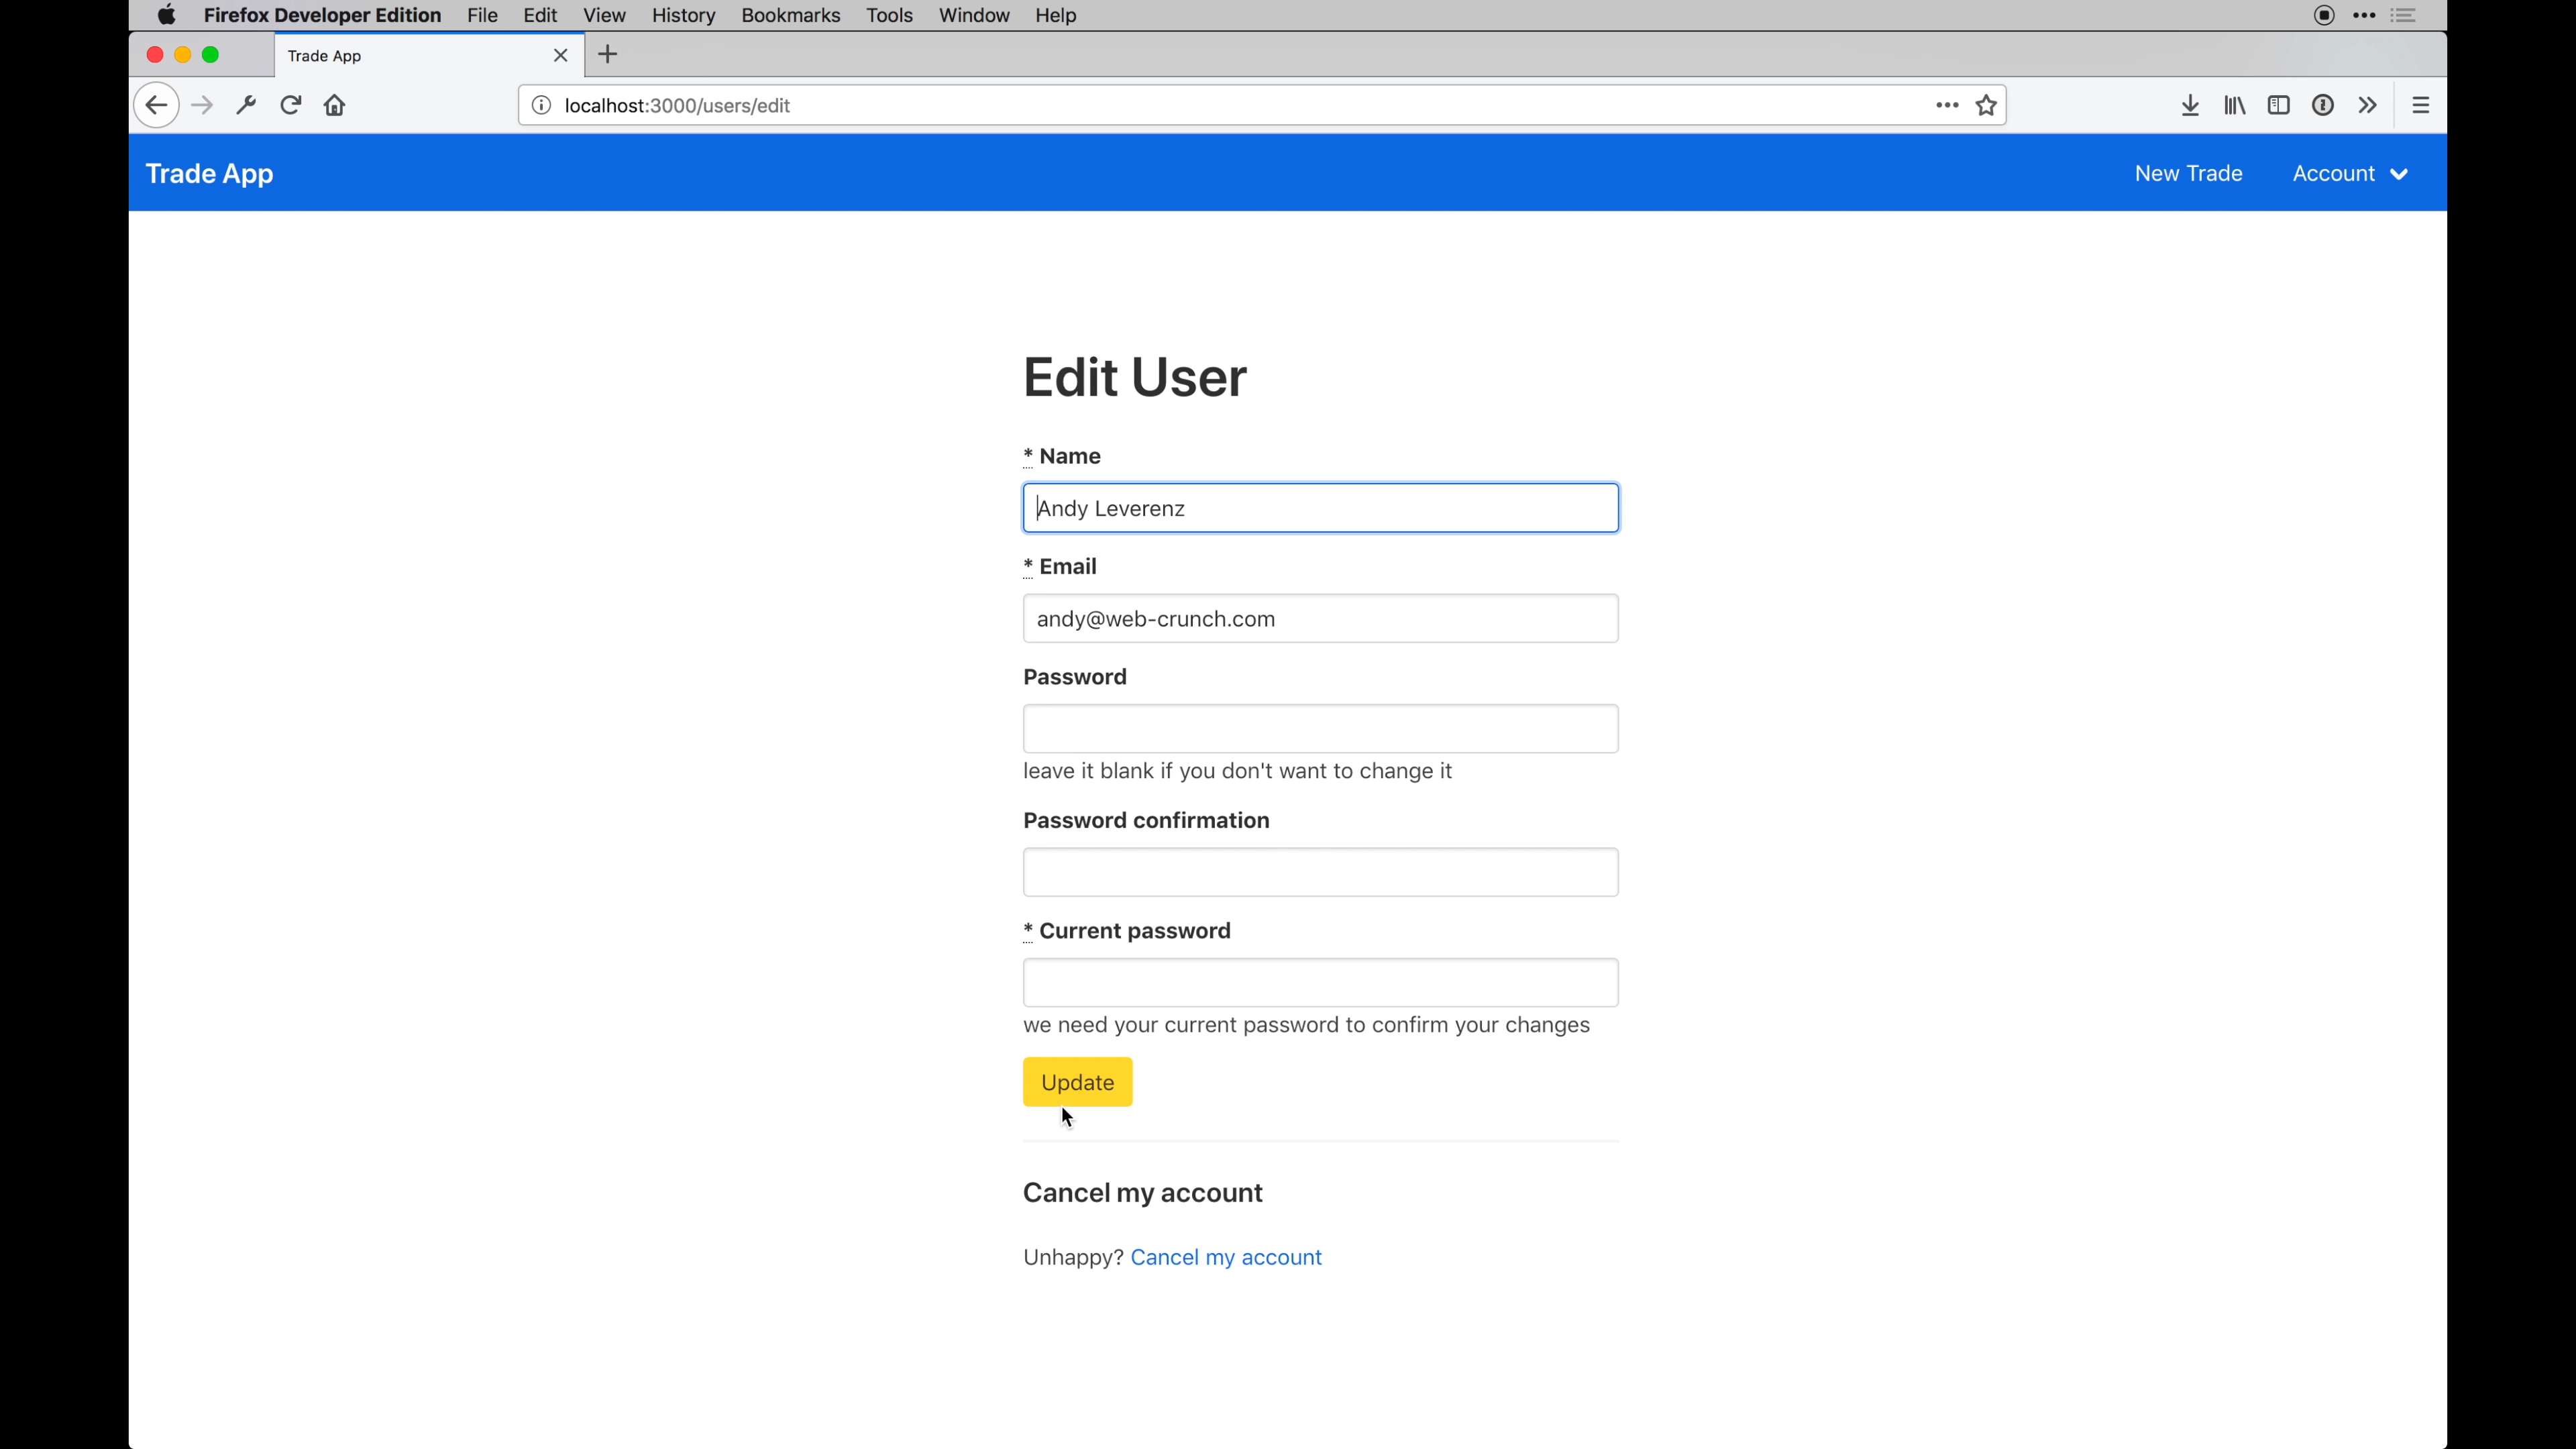 Firefox Developer Edition File Edit View History Bookmarks Tools Window Help
Trade App
localhost:3000/users/edit
Trade App New Trade Account
Edit User
* Name
Andy Leverenz
* Email
andy@web-crunch.com
Password
leave it blank if you don't want to change it
Password confirmation
* Current password
we need your current password to confirm your changes
Update
Cancel my account
Unhappy? Cancel my account